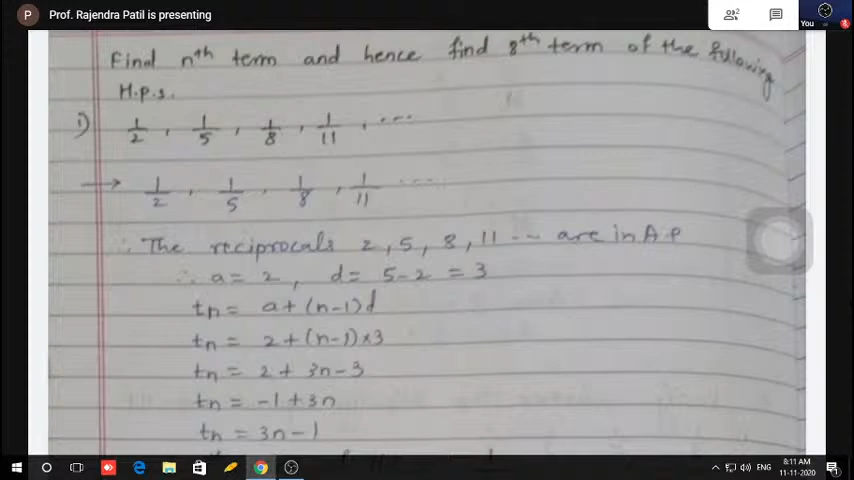 P Prof. Rajendra Patil is presenting
You
Find nth term and hence find 8th term of the following
H.p.s.
i) 1/2 , 1/5 , 1/8 , 1/11 , ....
→ 1/2 , 1/5 , 1/8 , 1/11 .....
∴ The reciprocals 2, 5, 8, 11 ... are in A.P
∴ a = 2, d = 5-2 = 3
tn = a + (n-1)d
tn = 2 + (n-1)×3
tn = 2 + 3n - 3
tn = -1 + 3n
tn = 3n - 1
ENG
8:11 AM
11-11-2020